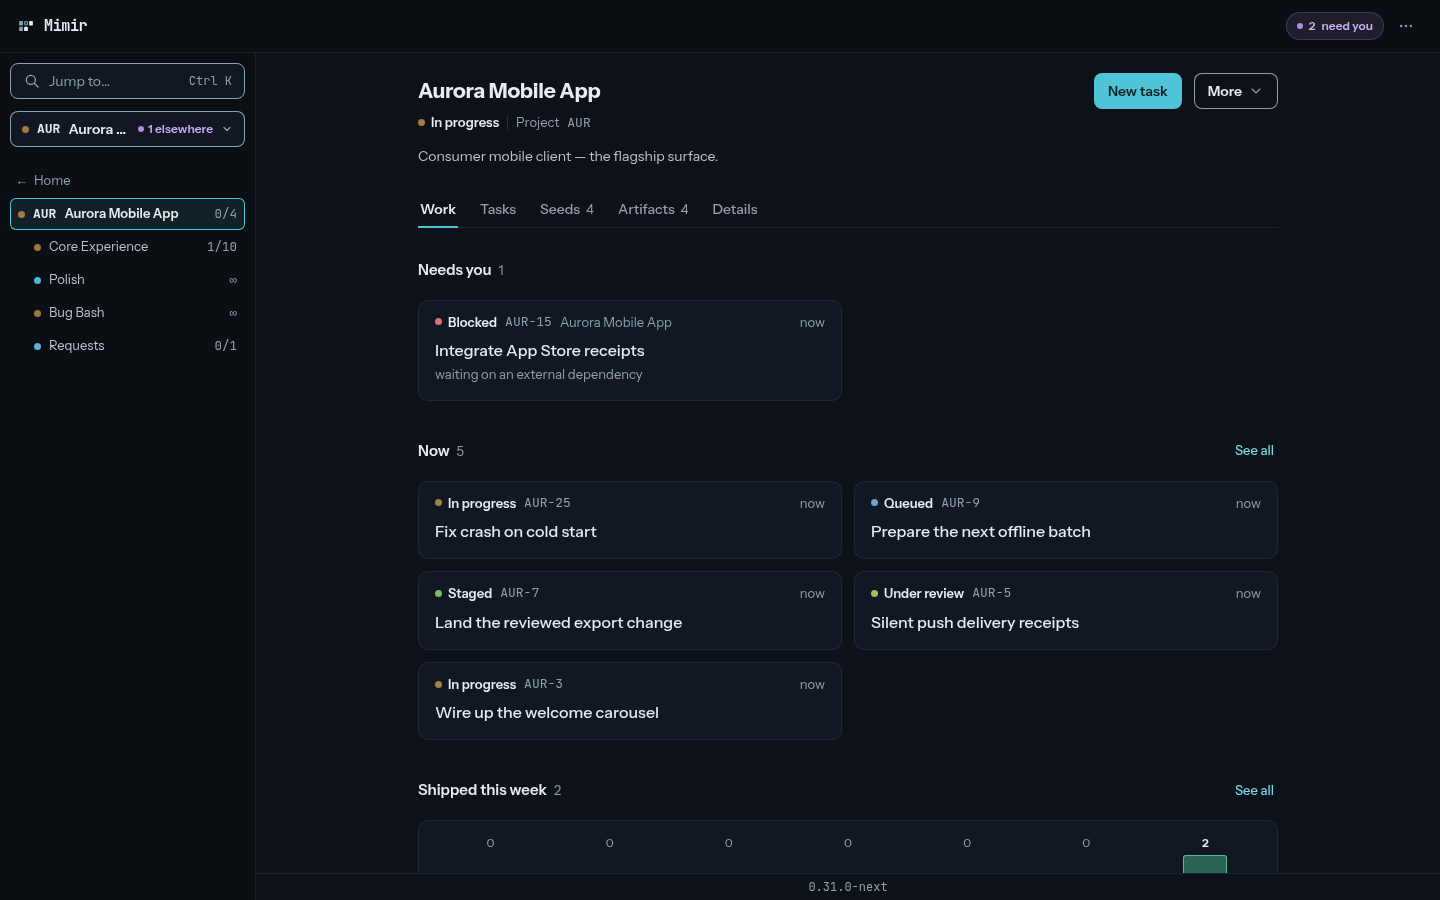 Mimir
2 need you
Jump to...
Ctrl K
AUR Aurora ... 1 elsewhere
← Home
AUR Aurora Mobile App 0/4
Core Experience 1/10
Polish ∞
Bug Bash ∞
Requests 0/1
Aurora Mobile App
New task
More
In progress Project AUR
Consumer mobile client — the flagship surface.
Work Tasks Seeds 4 Artifacts 4 Details
Needs you 1
Blocked AUR-15 Aurora Mobile App now
Integrate App Store receipts
waiting on an external dependency
Now 5 See all
In progress AUR-25 now
Fix crash on cold start
Queued AUR-9 now
Prepare the next offline batch
Staged AUR-7 now
Land the reviewed export change
Under review AUR-5 now
Silent push delivery receipts
In progress AUR-3 now
Wire up the welcome carousel
Shipped this week 2 See all
0 0 0 0 0 0 2
0.31.0-next